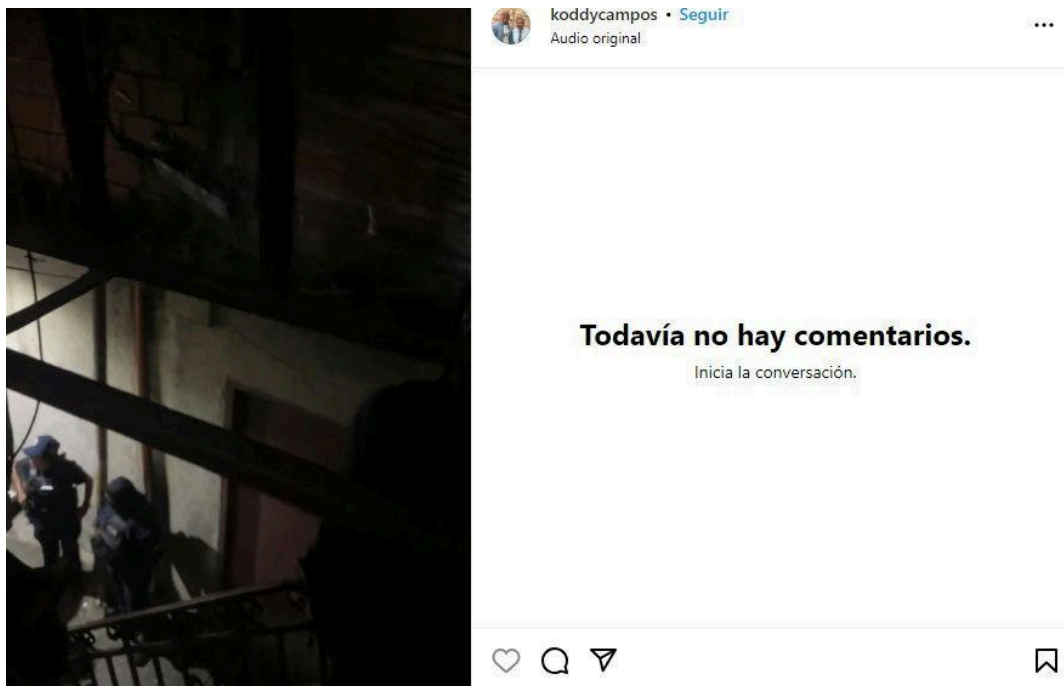 koddycampos • Seguir
Audio original
Todavía no hay comentarios.
Inicia la conversación.